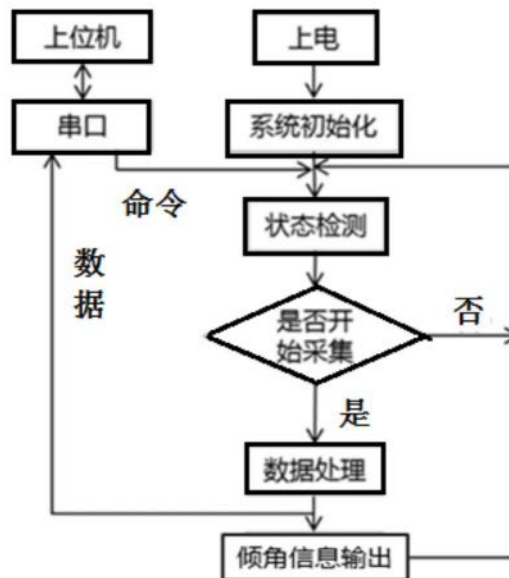 上位机
上电
串口
系统初始化
命令
状态检测
数
据
是否开
始采集
否
是
数据处理
倾角信息输出